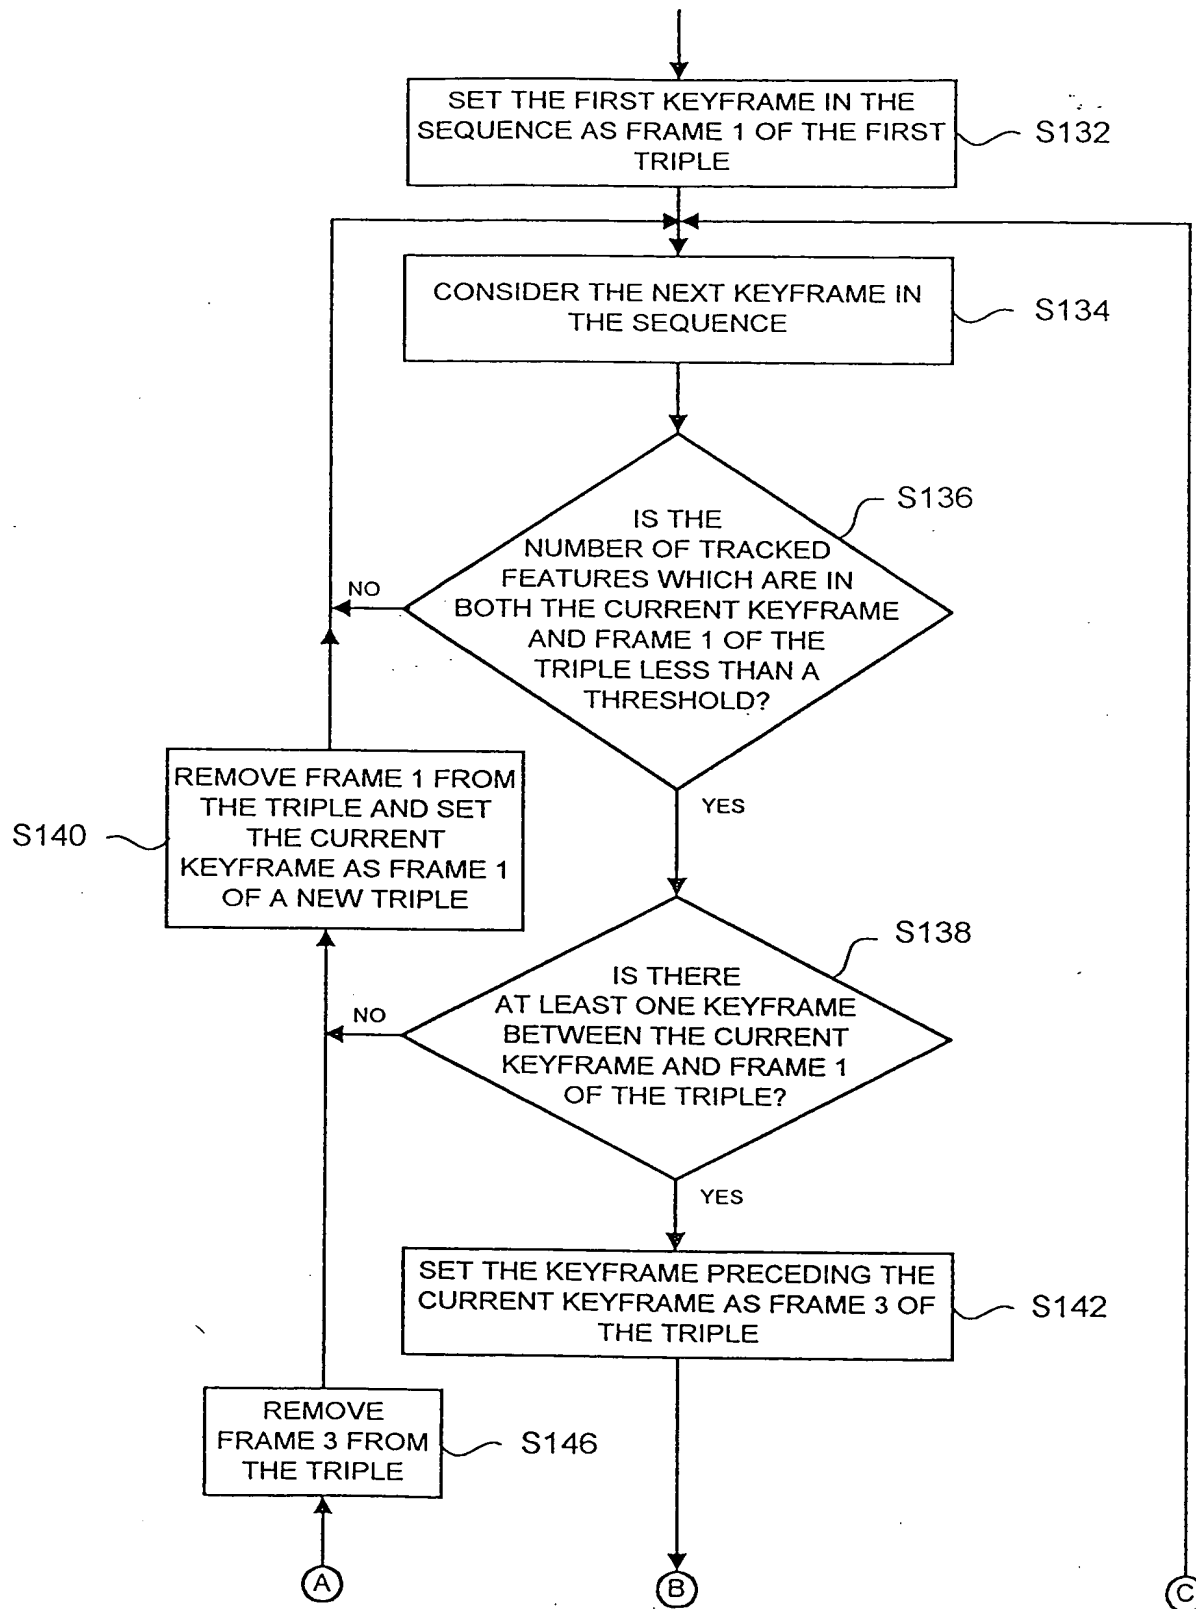 SET THE FIRST KEYFRAME IN THE
SEQUENCE AS FRAME 1 OF THE FIRST
TRIPLE
S132
CONSIDER THE NEXT KEYFRAME IN
THE SEQUENCE
S134
S136
IS THE
NUMBER OF TRACKED
FEATURES WHICH ARE IN
BOTH THE CURRENT KEYFRAME
AND FRAME 1 OF THE
TRIPLE LESS THAN A
THRESHOLD?
NO
YES
REMOVE FRAME 1 FROM
THE TRIPLE AND SET
THE CURRENT
KEYFRAME AS FRAME 1
OF A NEW TRIPLE
S140
S138
IS THERE
AT LEAST ONE KEYFRAME
BETWEEN THE CURRENT
KEYFRAME AND FRAME 1
OF THE TRIPLE?
NO
YES
SET THE KEYFRAME PRECEDING THE
CURRENT KEYFRAME AS FRAME 3 OF
THE TRIPLE
S142
REMOVE
FRAME 3 FROM
THE TRIPLE
S146
A
B
C